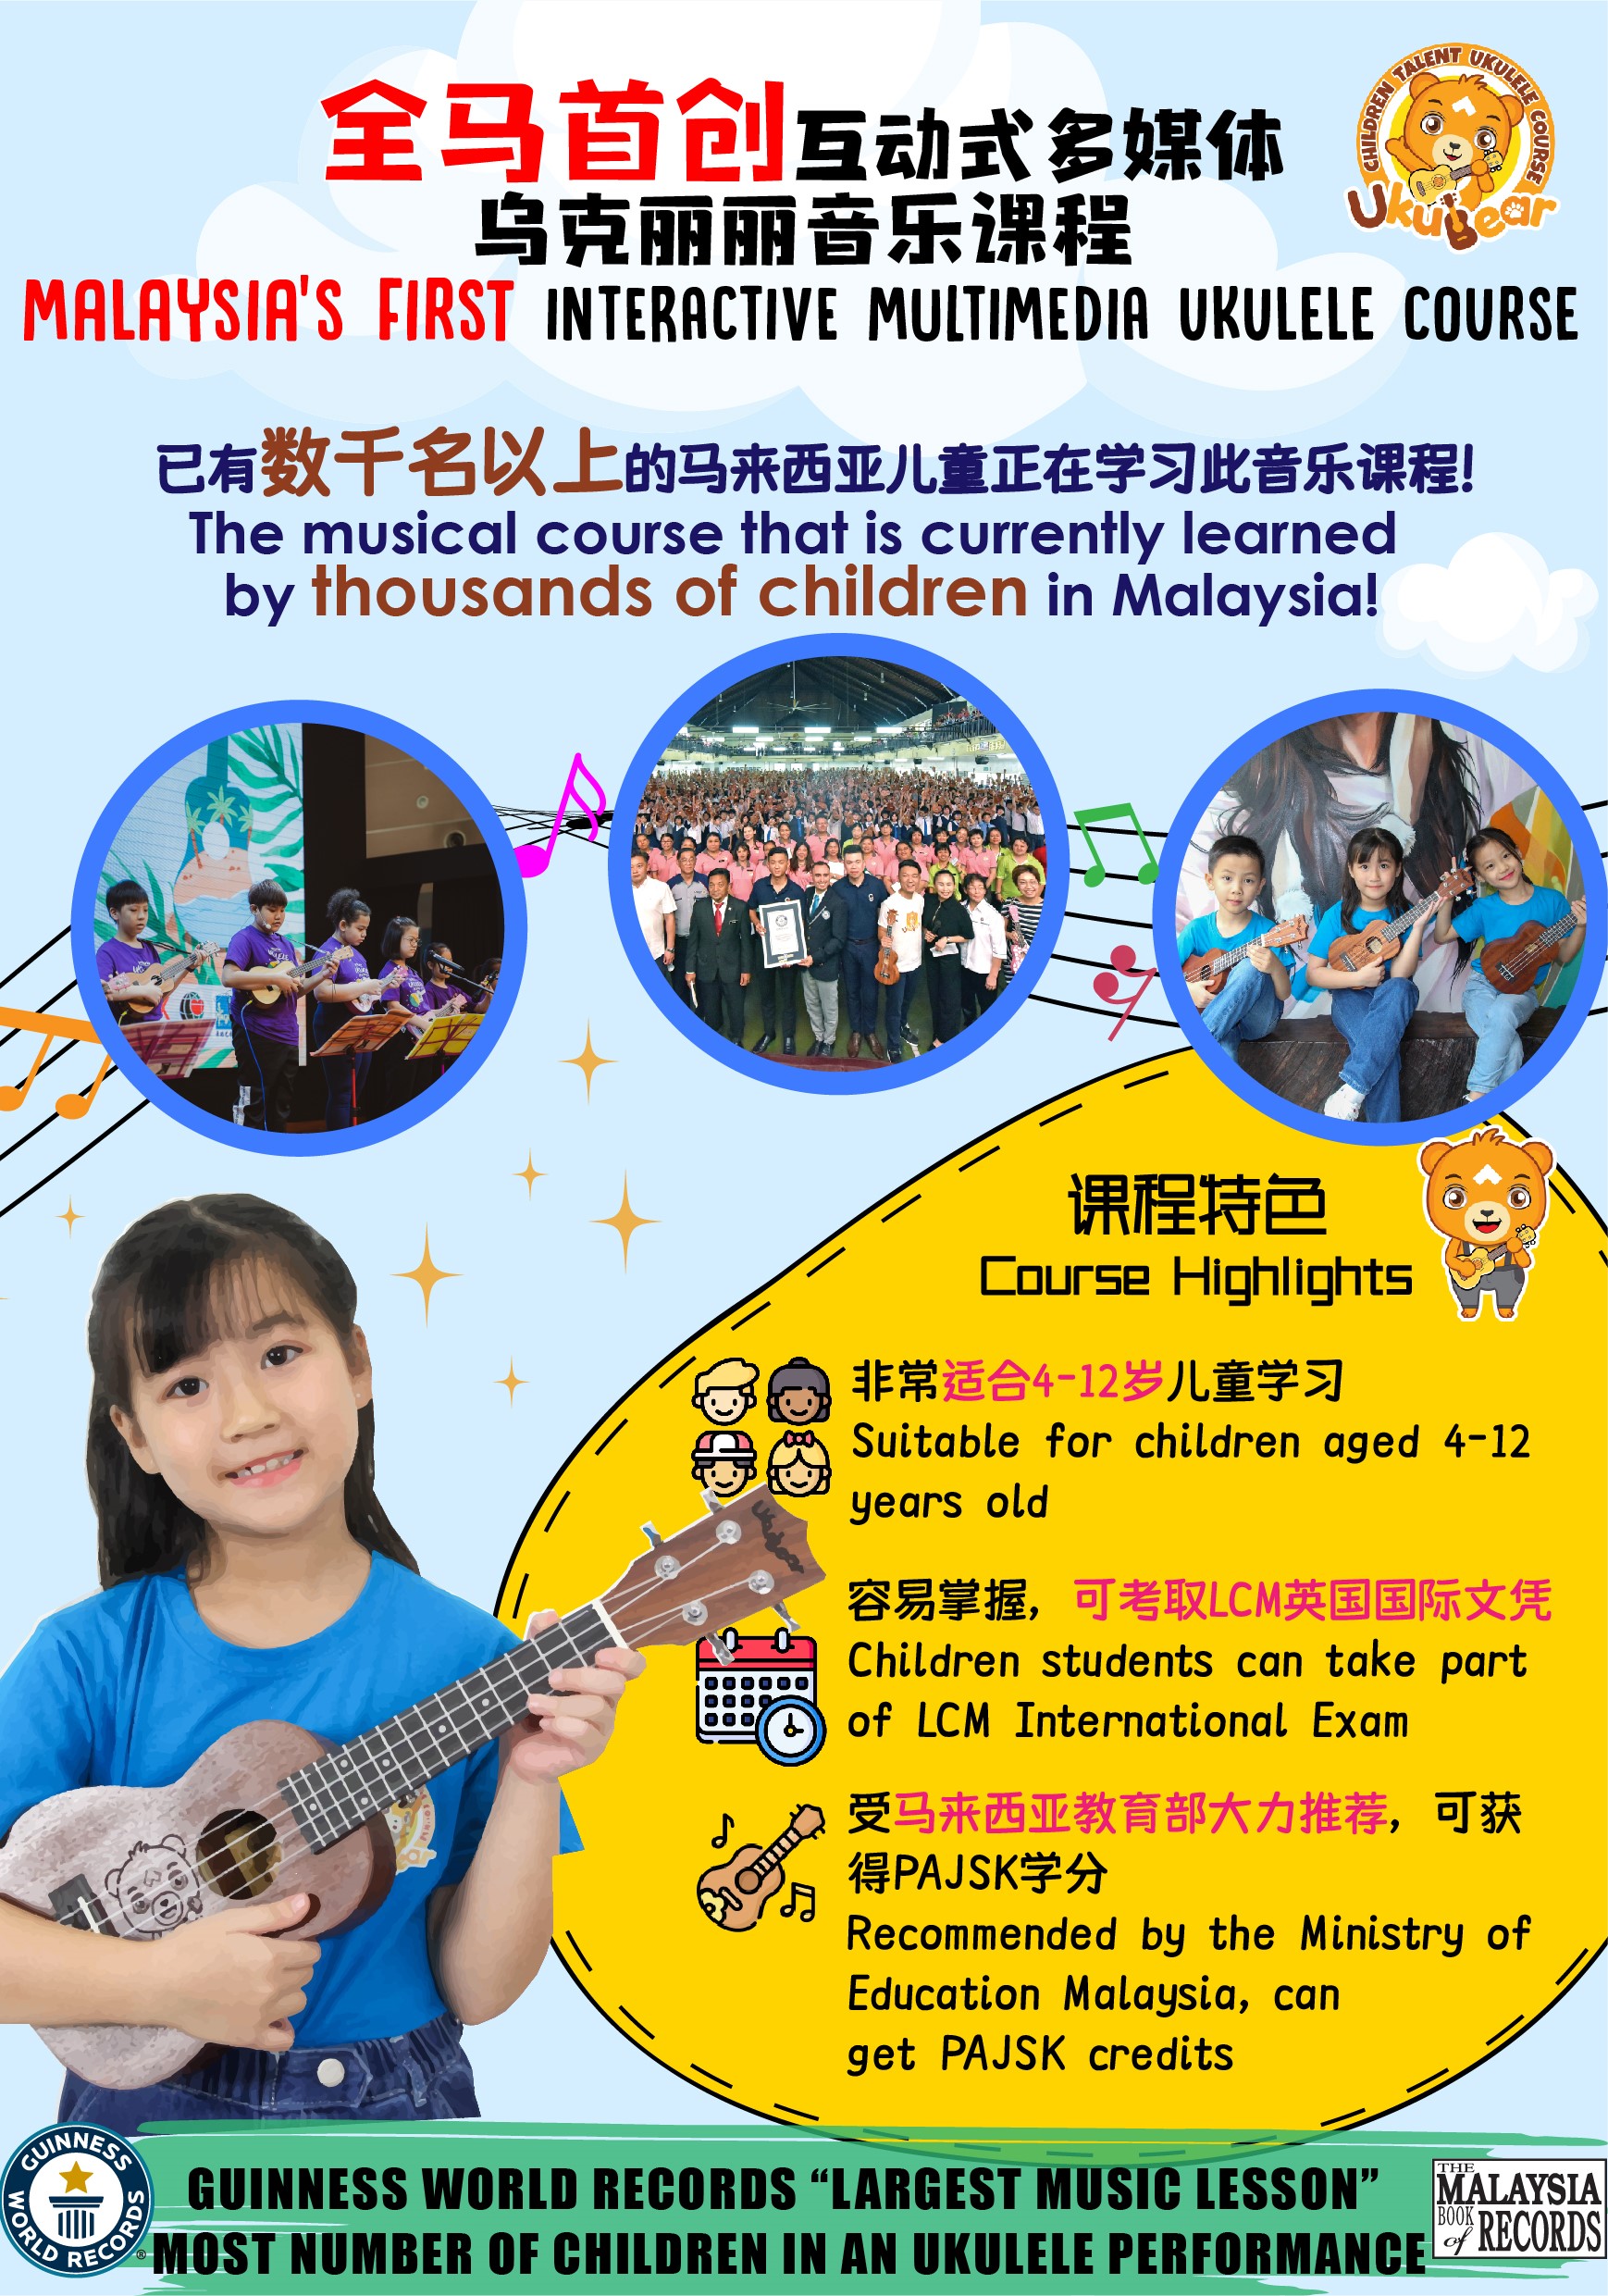 全马首创互动式多媒体
乌克丽丽音乐课程
MALAYSIA'S FIRST INTERACTIVE MULTIMEDIA UKULELE COURSE
CHILDREN TALENT UKULELE COURSE
UkuBear
已有数千名以上的马来西亚儿童正在学习此音乐课程!
The musical course that is currently learned
by thousands of children in Malaysia!
课程特色
Course Highlights
非常适合4-12岁儿童学习
Suitable for children aged 4-12
years old
容易掌握，可考取LCM英国国际文凭
Children students can take part
of LCM International Exam
受马来西亚教育部大力推荐，可获
得PAJSK学分
Recommended by the Ministry of
Education Malaysia, can
get PAJSK credits
GUINNESS WORLD RECORDS ®
GUINNESS WORLD RECORDS “LARGEST MUSIC LESSON”
MOST NUMBER OF CHILDREN IN AN UKULELE PERFORMANCE
THE
MALAYSIA
BOOK of RECORDS